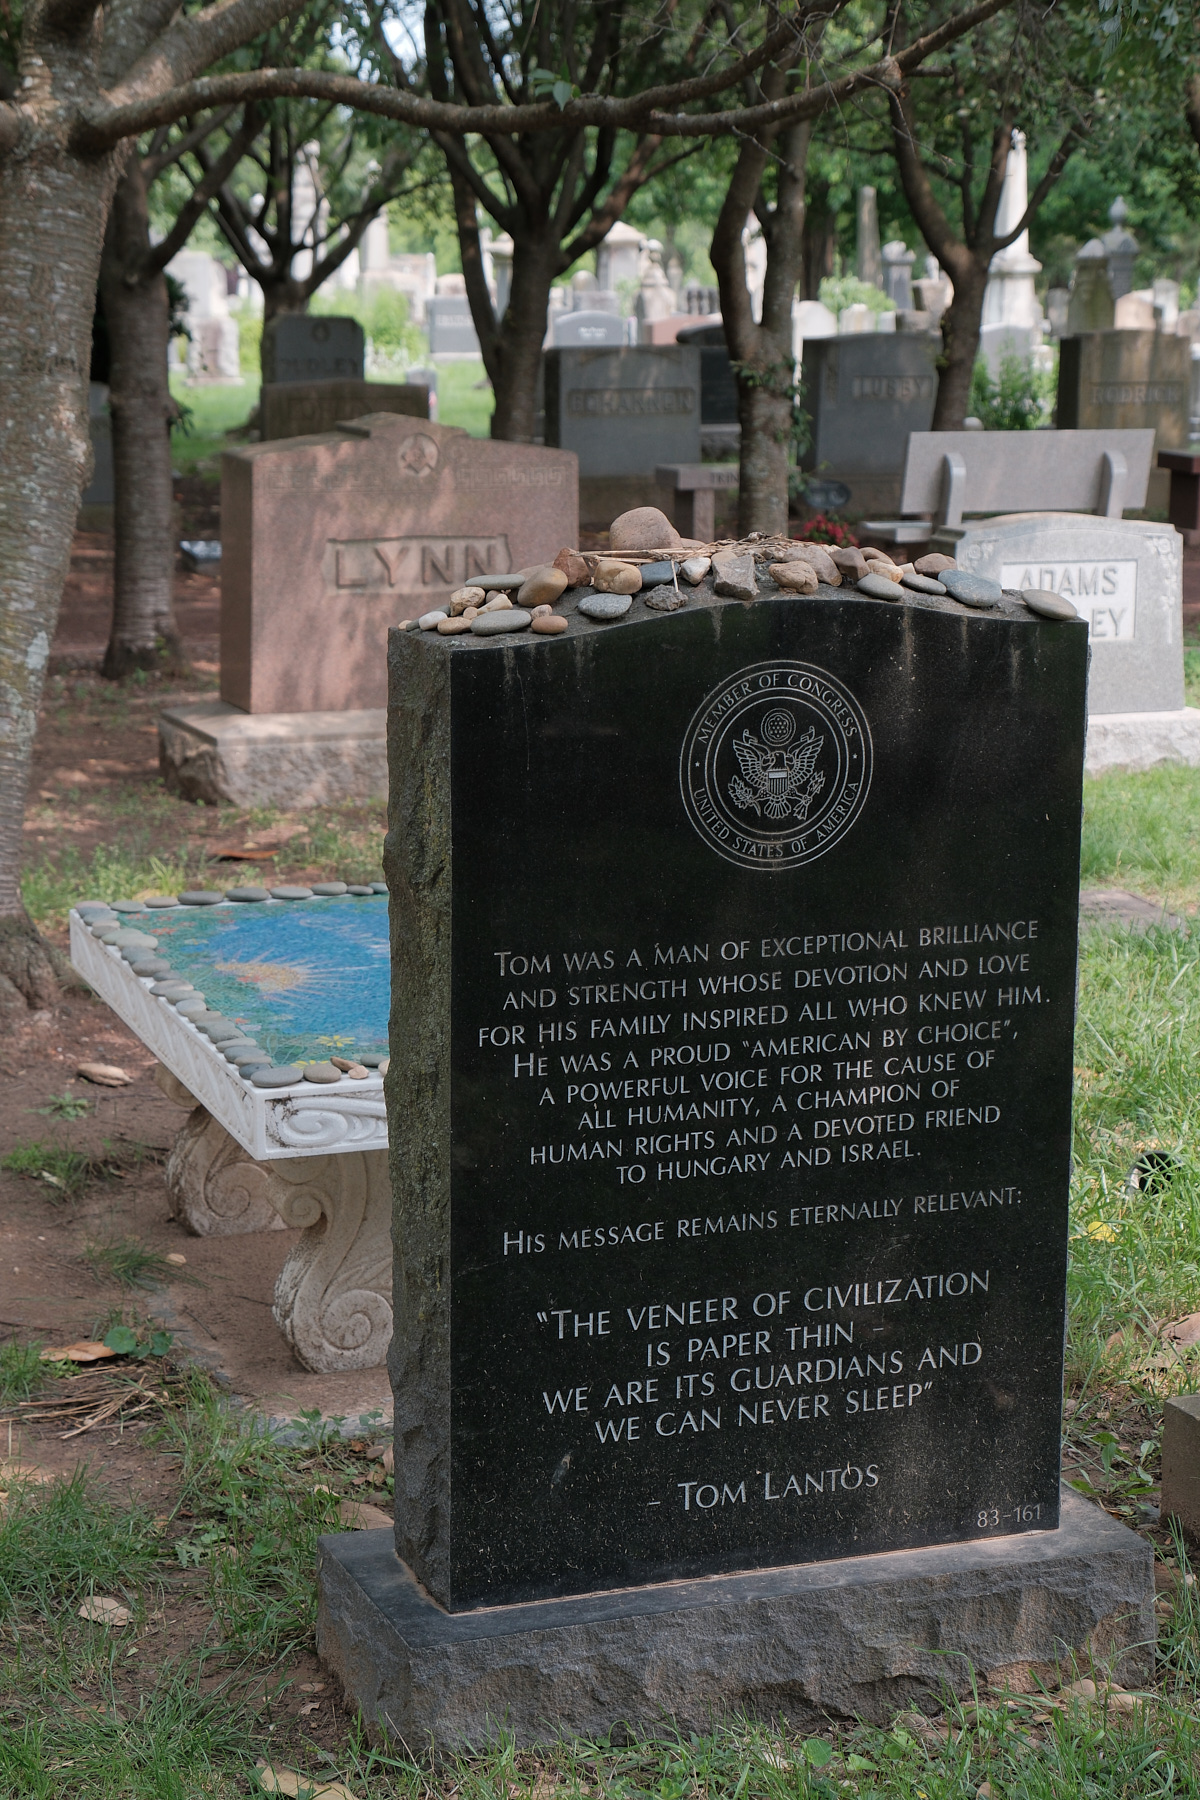 DUDLEY
BOHANNON
LUSBY
RODRICK
LYNN
ADAMS
MEMBER OF CONGRESS
UNITED STATES OF AMERICA
TOM WAS A MAN OF EXCEPTIONAL BRILLIANCE
AND STRENGTH WHOSE DEVOTION AND LOVE
FOR HIS FAMILY INSPIRED ALL WHO KNEW HIM.
HE WAS A PROUD "AMERICAN BY CHOICE",
A POWERFUL VOICE FOR THE CAUSE OF
ALL HUMANITY, A CHAMPION OF
HUMAN RIGHTS AND A DEVOTED FRIEND
TO HUNGARY AND ISRAEL.
HIS MESSAGE REMAINS ETERNALLY RELEVANT:
"THE VENEER OF CIVILIZATION
IS PAPER THIN -
WE ARE ITS GUARDIANS AND
WE CAN NEVER SLEEP"
- TOM LANTOS
83-161